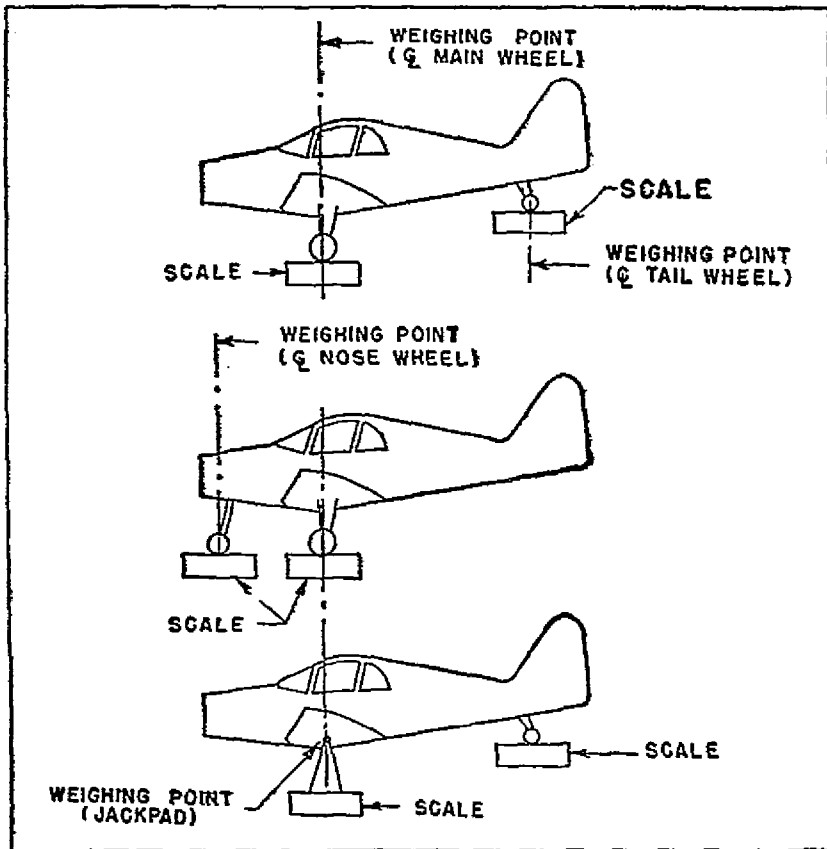 WEIGHING POINT
(℄ MAIN WHEEL)
SCALE
SCALE
WEIGHING POINT
(℄ TAIL WHEEL)
WEIGHING POINT
(℄ NOSE WHEEL)
SCALE
SCALE
WEIGHING POINT
(JACKPAD)
SCALE